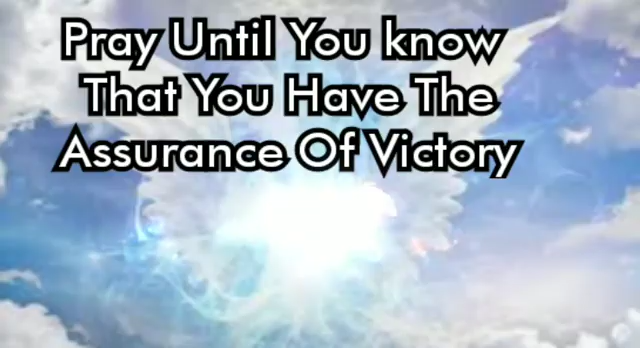 Pray Until You know
That You Have The
Assurance Of Victory